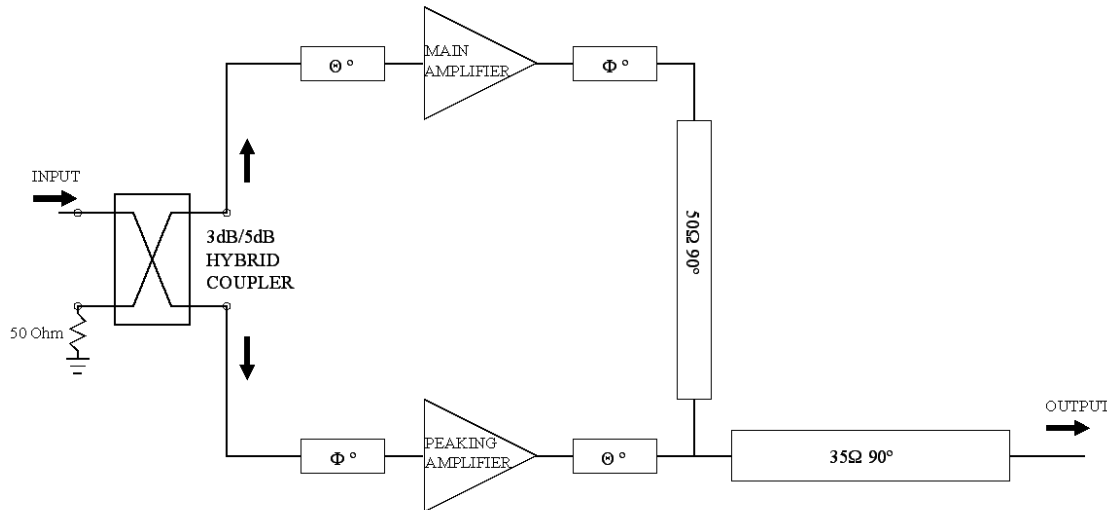 Θ °
MAIN
AMPLIFIER
Φ °
INPUT
3dB/5dB
HYBRID
COUPLER
50Ω 90°
50 Ohm
Φ °
PEAKING
AMPLIFIER
Θ °
35Ω 90°
OUTPUT